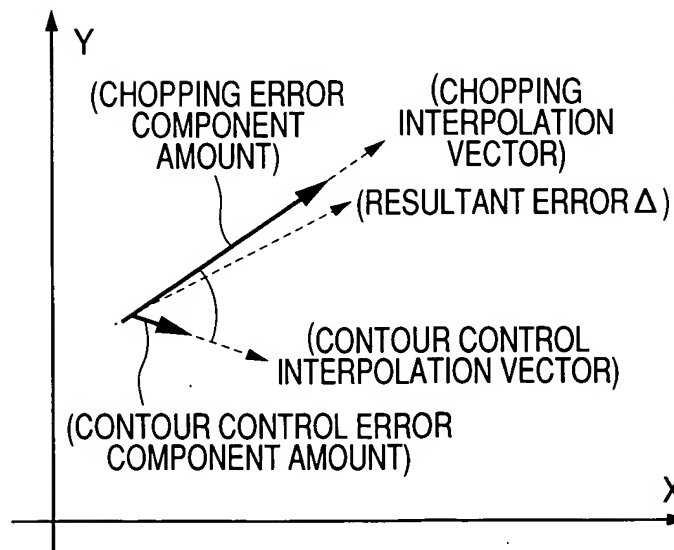 Y
(CHOPPING ERROR
COMPONENT
AMOUNT)
(CHOPPING
INTERPOLATION
VECTOR)
(RESULTANT ERROR Δ)
(CONTOUR CONTROL
INTERPOLATION VECTOR)
(CONTOUR CONTROL ERROR
COMPONENT AMOUNT)
X